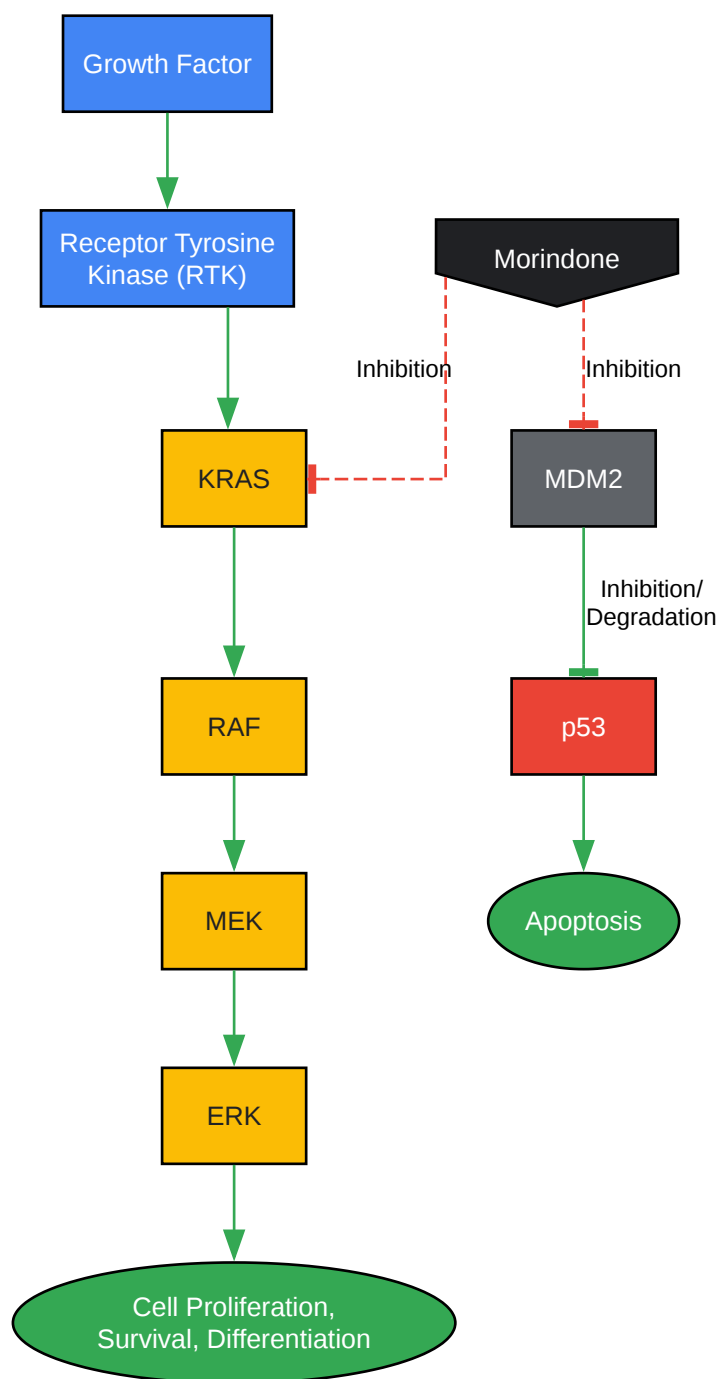 Growth Factor
Receptor Tyrosine
Kinase (RTK)
Morindone
Inhibition
Inhibition
KRAS
MDM2
Inhibition/
Degradation
RAF
p53
MEK
Apoptosis
ERK
Cell Proliferation,
Survival, Differentiation